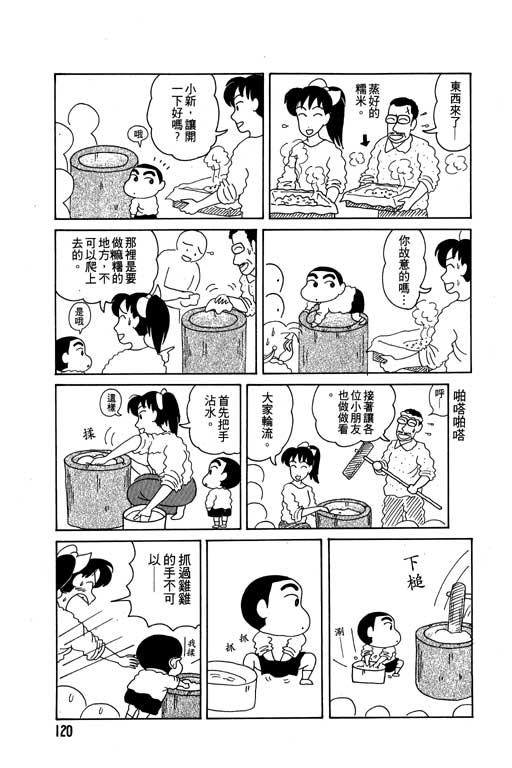 東西來了—
蒸好的
糯米。
小新，讓開
一下好嗎？
哦
你故意的嗎…
那裡是要
做麻糬的
地方，不
可以爬上
去的。
是哦
啪嗒啪嗒
呼—
接著讓各
位小朋友
也做做看
。
大家輪流。
首先把手
沾水。
這樣
揉
下槌
涮
抓
抓
抓過雞雞
的手不可
以——
我揉
120